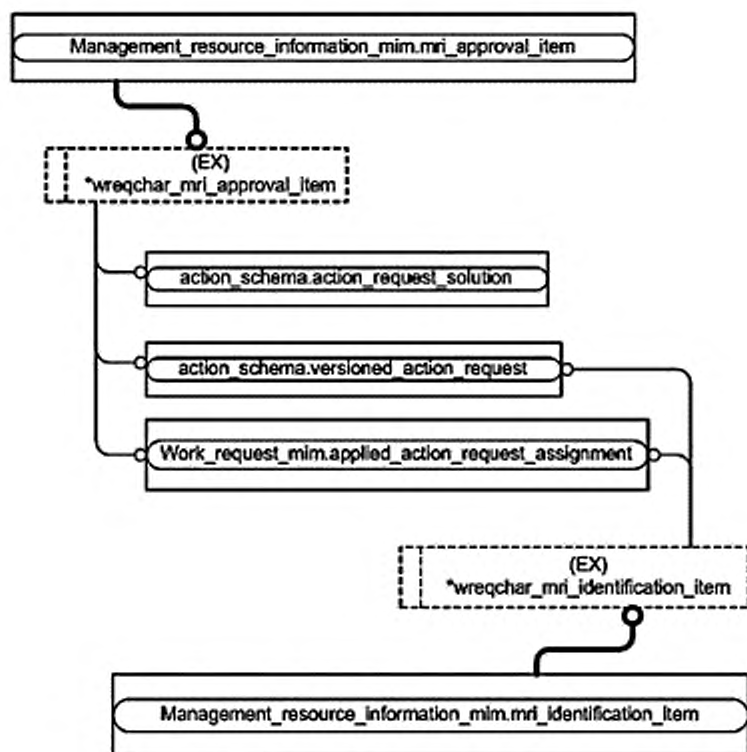 Management_resource_information_mim.mri_approval_item
(EX)
*wreqchar_mri_approval_item
action_schema.action_request_solution
action_schema.versioned_action_request
Work_request_mim.applied_action_request_assignment
(EX)
*wreqchar_mri_identification_item
Management_resource_information_mim.mri_identification_item